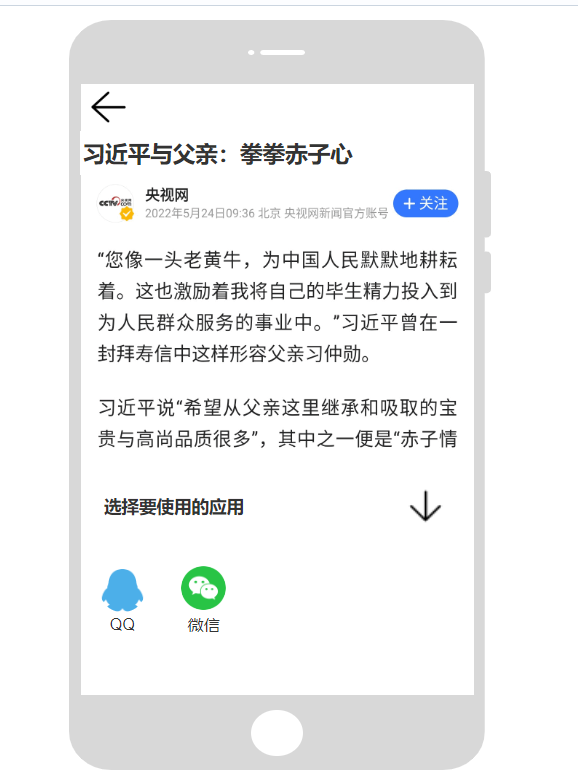 习近平与父亲：拳拳赤子心
CCTV.com
央视网
2022年5月24日09:36 北京 央视网新闻官方账号
+ 关注
“您像一头老黄牛，为中国人民默默地耕耘
着。这也激励着我将自己的毕生精力投入到
为人民群众服务的事业中。”习近平曾在一
封拜寿信中这样形容父亲习仲勋。
习近平说“希望从父亲这里继承和吸取的宝
贵与高尚品质很多”，其中之一便是“赤子情
选择要使用的应用
QQ
微信